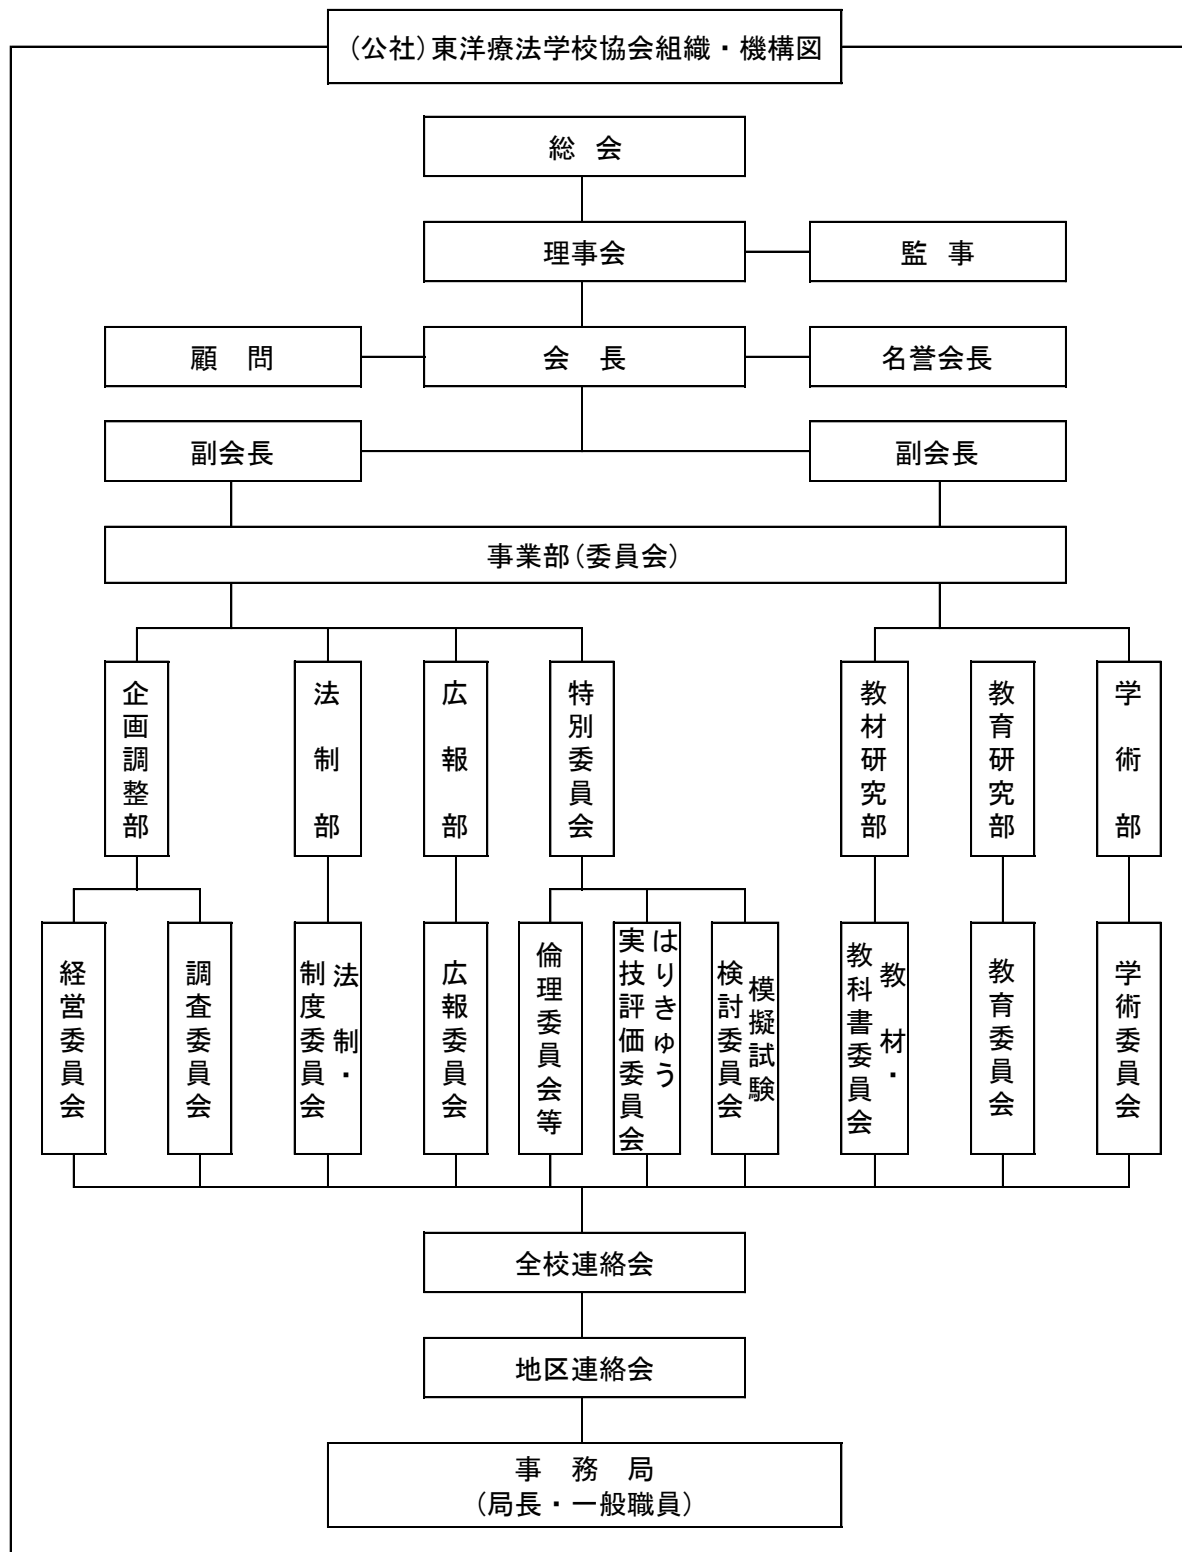 (公社)東洋療法学校協会組織・機構図
総 会
理事会
監 事
顧 問
会 長
名誉会長
副会長
副会長
事業部(委員会)
企画調整部
法制部
広報部
特別委員会
教材研究部
教育研究部
学術部
経営委員会
調査委員会
法制・
制度委員会
広報委員会
倫理委員会等
はりきゅう
実技評価委員会
模擬試験
検討委員会
教材・
教科書委員会
教育委員会
学術委員会
全校連絡会
地区連絡会
事 務 局
(局長・一般職員)